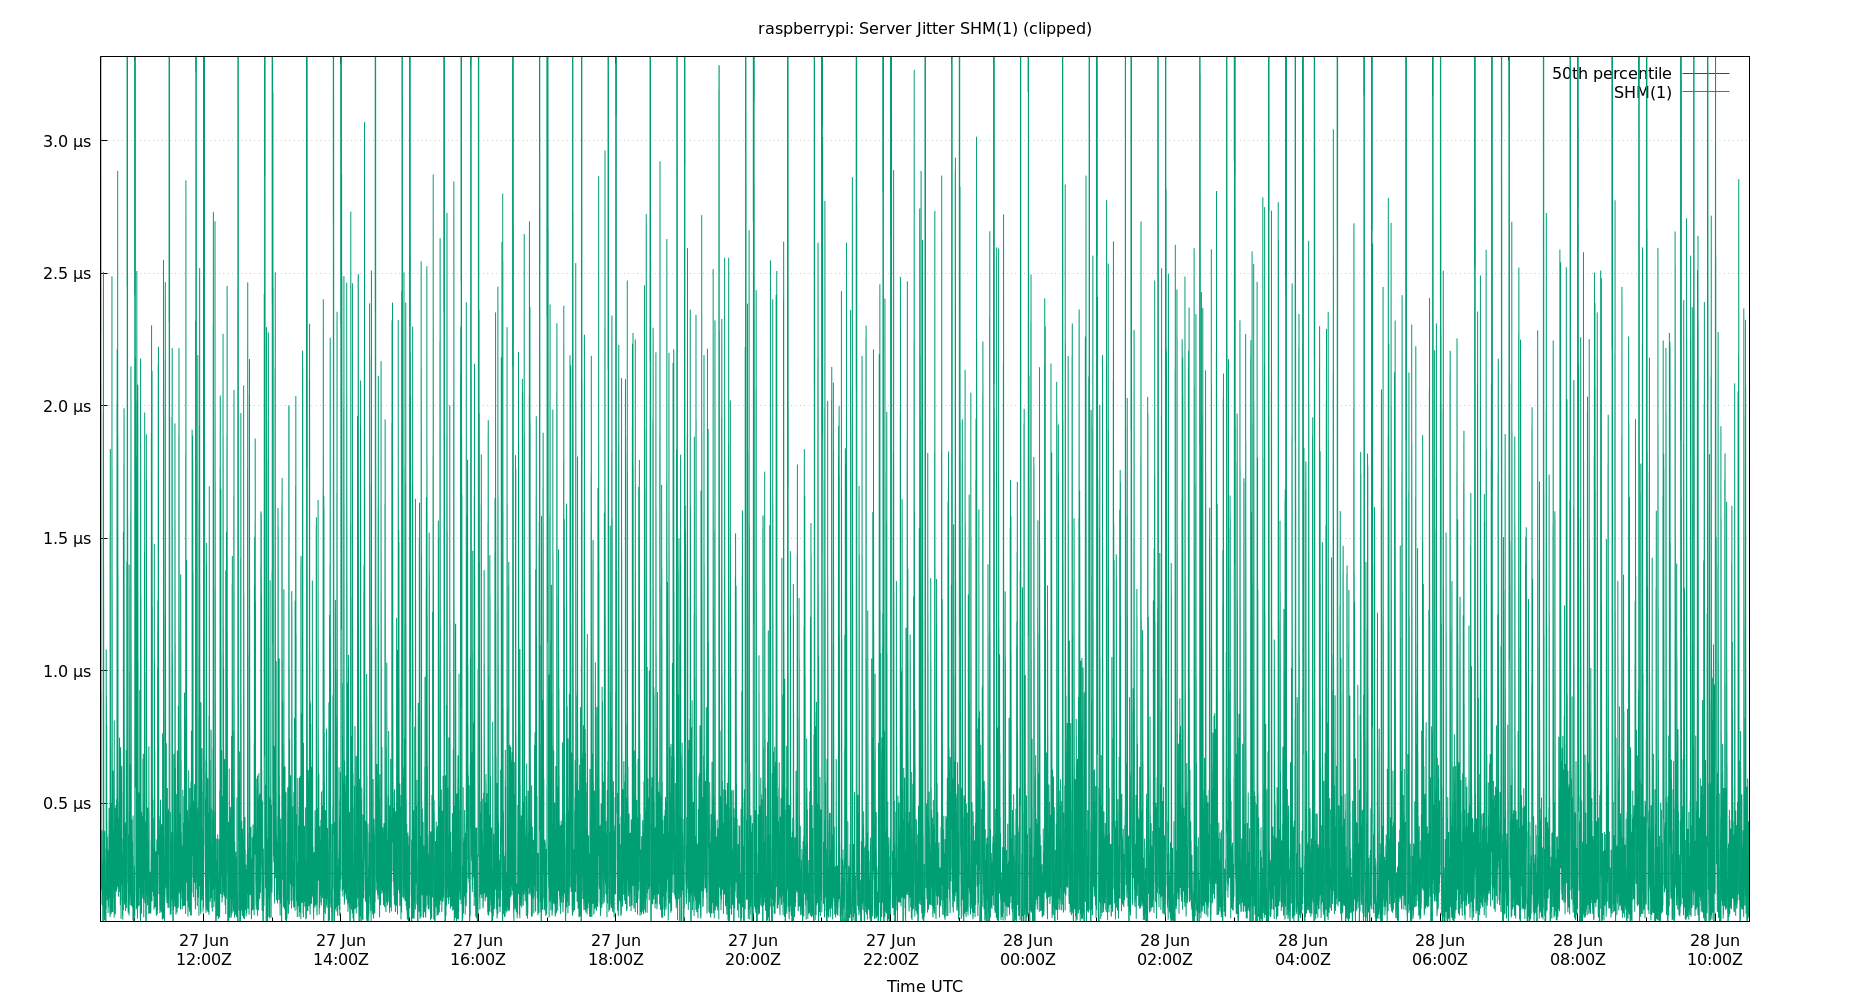 raspberrypi: Server Jitter SHM(1) (clipped)
50th percentile
SHM(1)
3.0 µs
2.5 µs
2.0 µs
1.5 µs
1.0 µs
0.5 µs
27 Jun 27 Jun 27 Jun 27 Jun 27 Jun 27 Jun 28 Jun 28 Jun 28 Jun 28 Jun 28 Jun 28 Jun
12:00Z 14:00Z 16:00Z 18:00Z 20:00Z 22:00Z 00:00Z 02:00Z 04:00Z 06:00Z 08:00Z 10:00Z
Time UTC